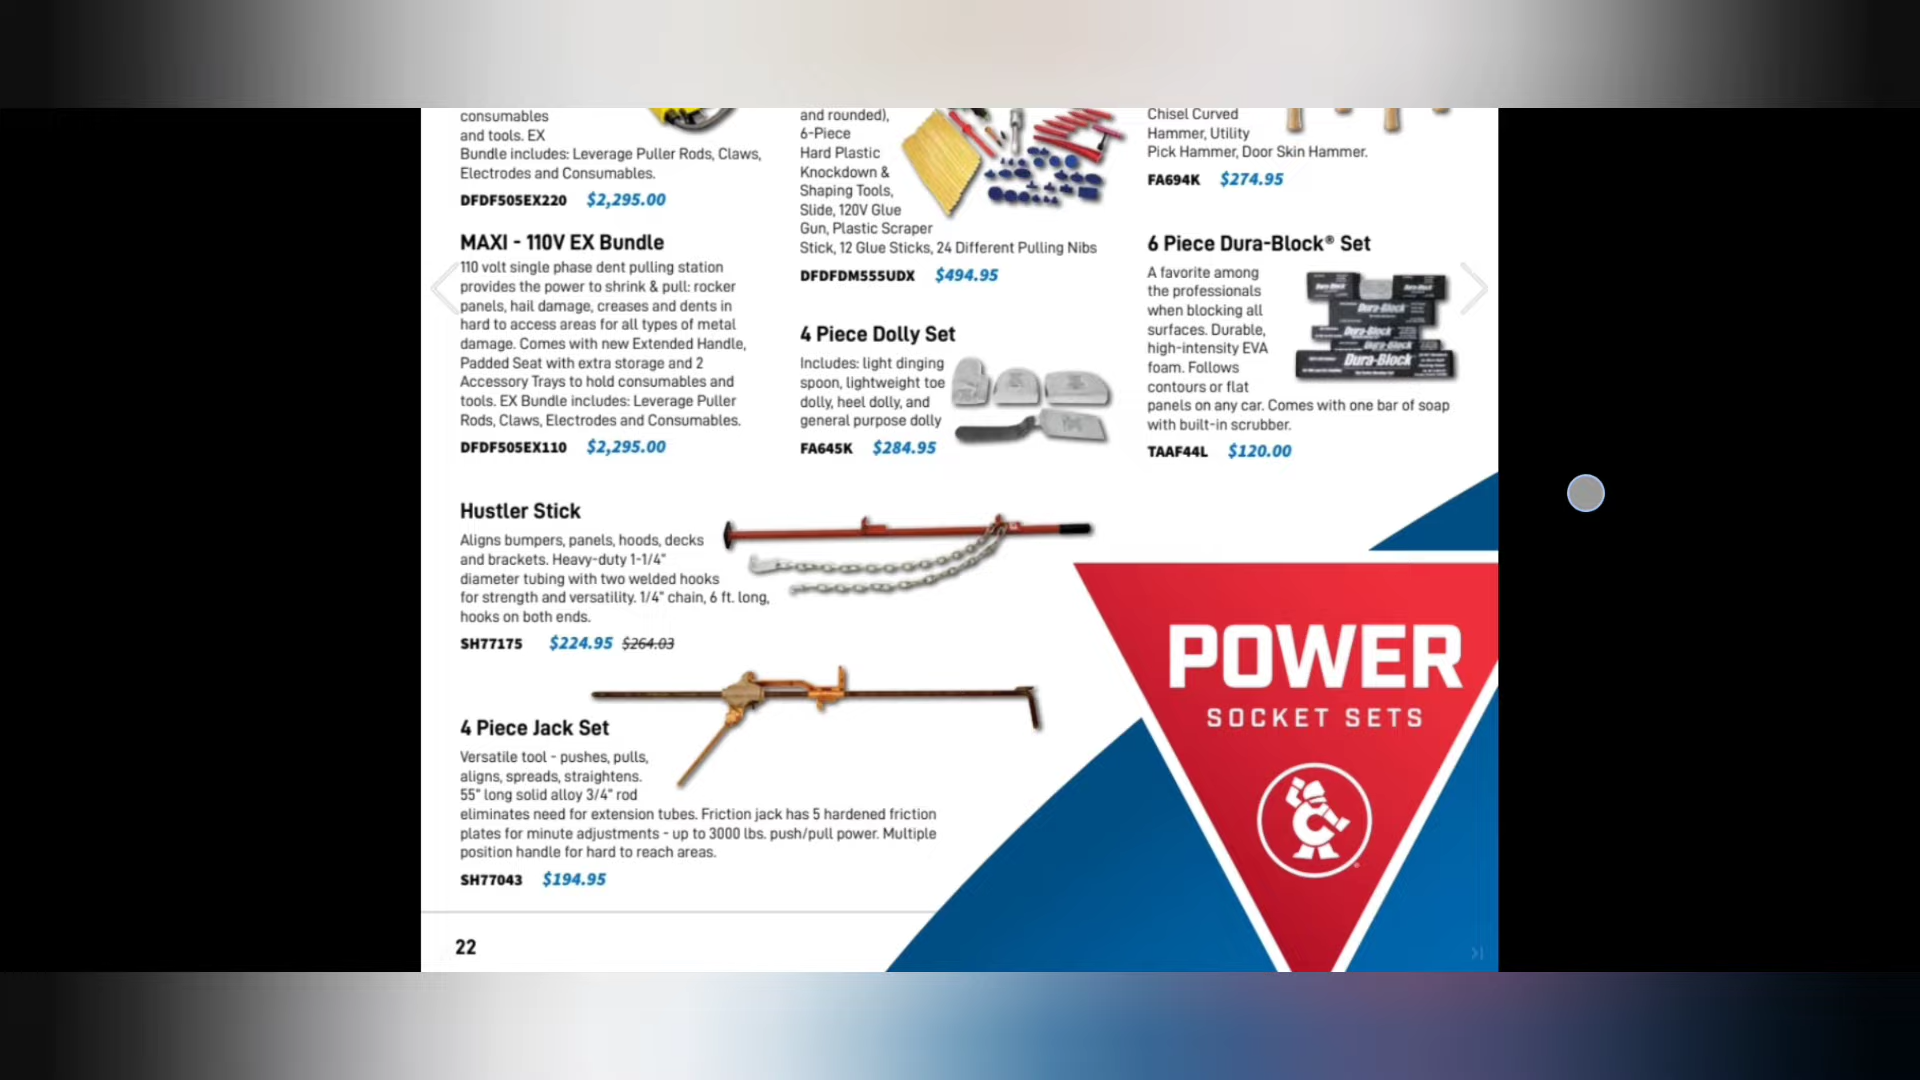 consumables
and tools. EX
Bundle includes: Leverage Puller Rods, Claws,
Electrodes and Consumables.
DFDF505EX220 $2,295.00
MAXI - 110V EX Bundle
110 volt single phase dent pulling station
provides the power to shrink & pull: rocker
panels, hail damage, creases and dents in
hard to access areas for all types of metal
damage. Comes with new Extended Handle,
Padded Seat with extra storage and 2
Accessory Trays to hold consumables and
tools. EX Bundle includes: Leverage Puller
Rods, Claws, Electrodes and Consumables.
DFDF505EX110 $2,295.00
and rounded),
6-Piece
Hard Plastic
Knockdown &
Shaping Tools,
Slide, 120V Glue
Gun, Plastic Scraper
Stick, 12 Glue Sticks, 24 Different Pulling Nibs
DFDFDM555UDX $494.95
4 Piece Dolly Set
Includes: light dinging
spoon, lightweight toe
dolly, heel dolly, and
general purpose dolly
FA645K $284.95
Chisel Curved
Hammer, Utility
Pick Hammer, Door Skin Hammer.
FA694K $274.95
6 Piece Dura-Block® Set
A favorite among
the professionals
when blocking all
surfaces. Durable,
high-intensity EVA
foam. Follows
contours or flat
panels on any car. Comes with one bar of soap
with built-in scrubber.
TAAF44L $120.00
Dura-Block
Dura-Block
Dura-Block
Dura-Block
Dura-Block
Dura-Block
Hustler Stick
Aligns bumpers, panels, hoods, decks
and brackets. Heavy-duty 1-1/4"
diameter tubing with two welded hooks
for strength and versatility. 1/4" chain, 6 ft. long,
hooks on both ends.
SH77175 $224.95 $264.03
4 Piece Jack Set
Versatile tool - pushes, pulls,
aligns, spreads, straightens.
55" long solid alloy 3/4" rod
eliminates need for extension tubes. Friction jack has 5 hardened friction
plates for minute adjustments - up to 3000 lbs. push/pull power. Multiple
position handle for hard to reach areas.
SH77043 $194.95
POWER
SOCKET SETS
22